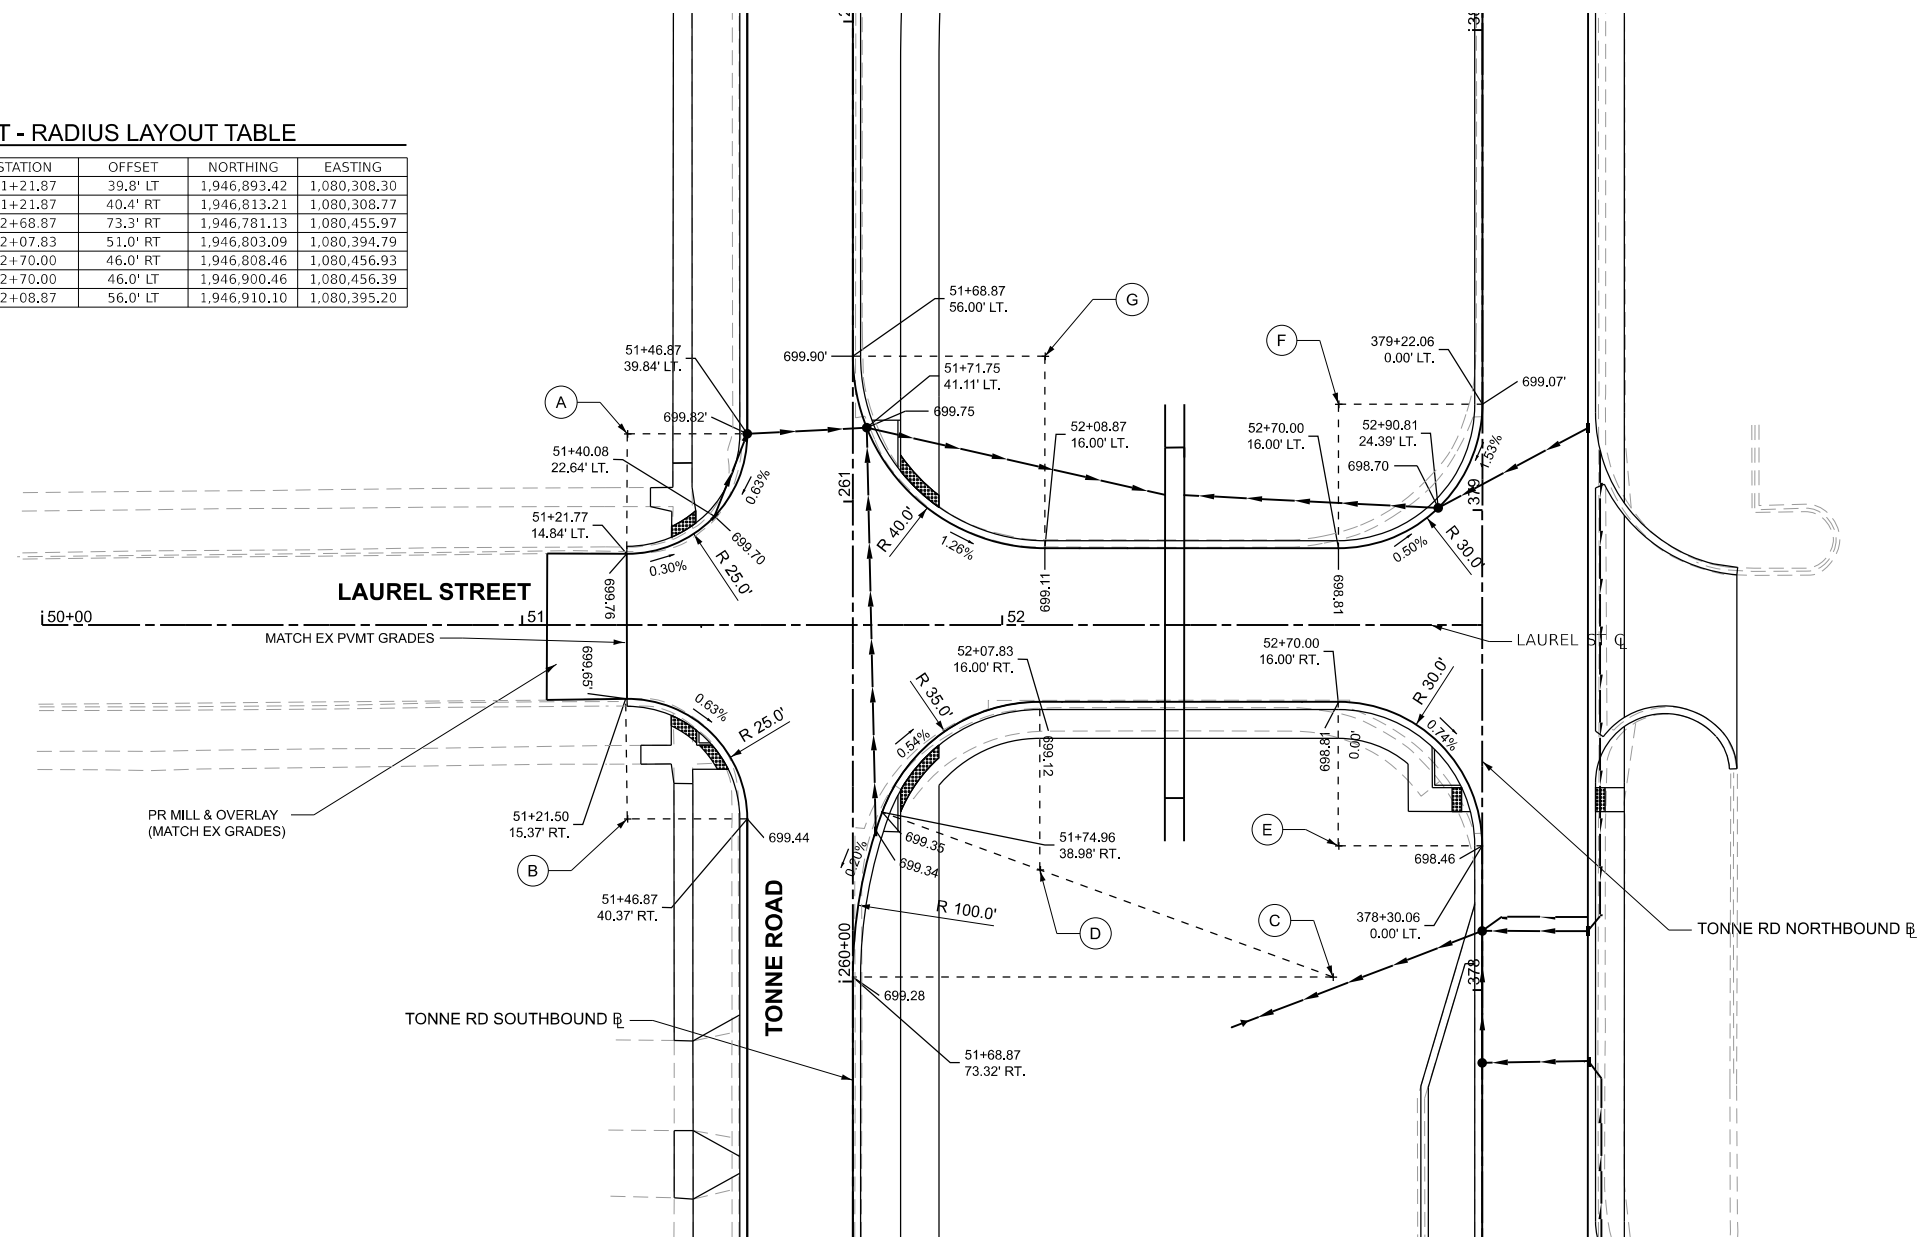 T - RADIUS LAYOUT TABLE
STATION OFFSET NORTHING EASTING
1+21.87 39.8' LT 1,946,893.42 1,080,308.30
1+21.87 40.4' RT 1,946,813.21 1,080,308.77
2+68.87 73.3' RT 1,946,781.13 1,080,455.97
2+07.83 51.0' RT 1,946,803.09 1,080,394.79
2+70.00 46.0' RT 1,946,808.46 1,080,456.93
2+70.00 46.0' LT 1,946,900.46 1,080,456.39
2+08.87 56.0' LT 1,946,910.10 1,080,395.20
51+68.87
56.00' LT.
G
699.90'
51+46.87
39.84' LT.
51+71.75
41.11' LT.
F
379+22.06
0.00' LT.
699.07'
A
699.82'
699.75
51+40.08
22.64' LT.
52+08.87
16.00' LT.
52+70.00
16.00' LT.
52+90.81
24.39' LT.
698.70
1.53%
0.63%
261
379
51+21.77
14.84' LT.
R 40.0'
1.26%
0.50%
R 30.0'
699.70
R 25.0'
0.30%
LAUREL STREET
699.76
699.11
698.81
50+00
51
52
MATCH EX PVMT GRADES
LAUREL ST CL
699.65'
52+07.83
16.00' RT.
52+70.00
16.00' RT.
0.63%
R 25.0'
R 35.0'
0.54%
R 30.0'
0.74%
699.12
698.81
0.00'
PR MILL & OVERLAY
(MATCH EX GRADES)
51+21.50
15.37' RT.
699.44
0.20%
699.35
699.34
51+74.96
38.98' RT.
E
698.46
B
51+46.87
40.37' RT.
TONNE ROAD
R 100.0'
D
C
378+30.06
0.00' LT.
TONNE RD NORTHBOUND BL
260+00
378
699.28
TONNE RD SOUTHBOUND BL
51+68.87
73.32' RT.